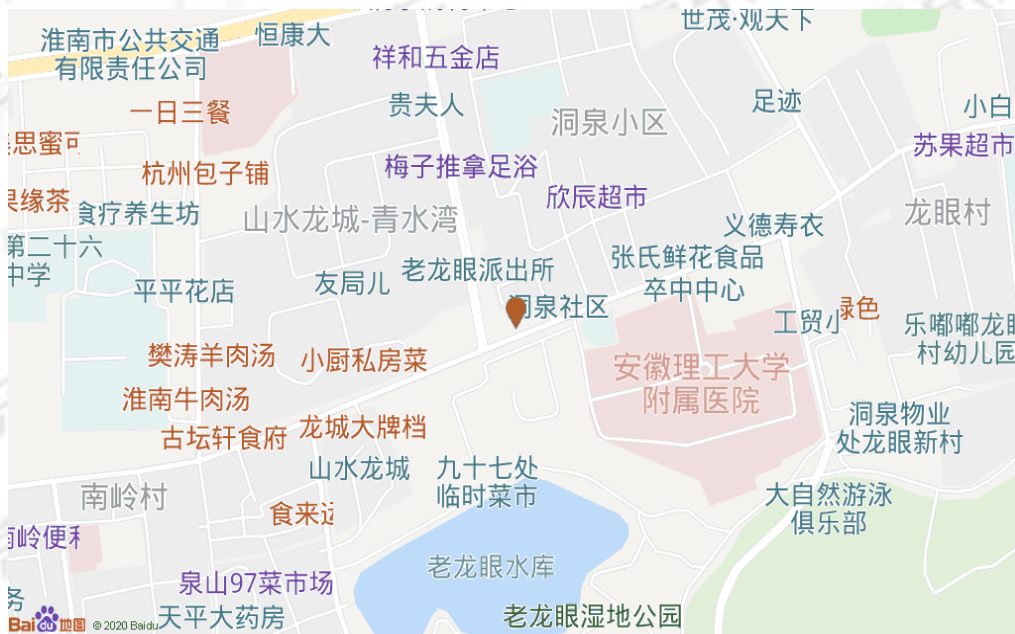 世茂·观天下
淮南市公共交通
有限责任公司
恒康大
祥和五金店
一日三餐
贵夫人
足迹
小白
洞泉小区
思蜜可
苏果超市
杭州包子铺
梅子推拿足浴
欣辰超市
果缘茶
食疗养生坊
山水龙城-青水湾
龙眼村
义德寿衣
第二十六
中学
老龙眼派出所
张氏鲜花食品
平平花店
友局儿
卒中中心
洞泉社区
绿色
工贸小
乐嘟嘟龙眼
村幼儿园
樊涛羊肉汤
小厨私房菜
安徽理工大学
附属医院
淮南牛肉汤
洞泉物业
处龙眼新村
古坛轩食府
龙城大牌档
山水龙城
九十七处
临时菜市
南岭村
大自然游泳
俱乐部
食来运
南岭便利
老龙眼水库
泉山97菜市场
务
天平大药房
老龙眼湿地公园
Bai du 地图
© 2020 Baidu